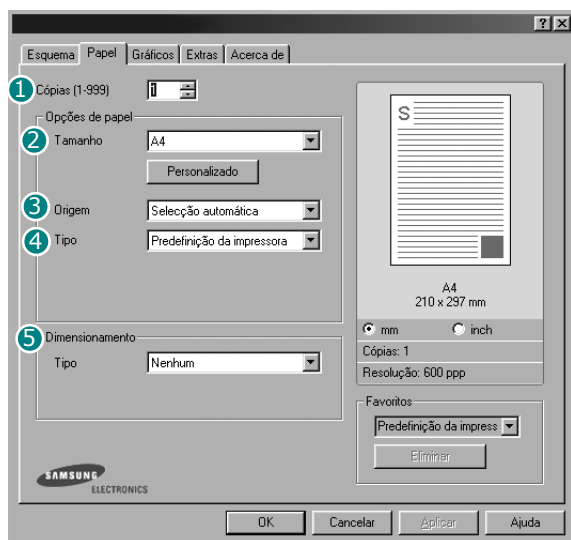 ? X
Esquema Papel Gráficos Extras Acerca de
1 Cópias (1-999) 1
Opções de papel
2 Tamanho A4
Personalizado
3 Origem Selecção automática
4 Tipo Predefinição da impressora
5 Dimensionamento
Tipo Nenhum
S
A4
210 x 297 mm
mm inch
Cópias: 1
Resolução: 600 ppp
Favoritos
Predefinição da impress
Eliminar
SAMSUNG
ELECTRONICS
OK Cancelar Aplicar Ajuda